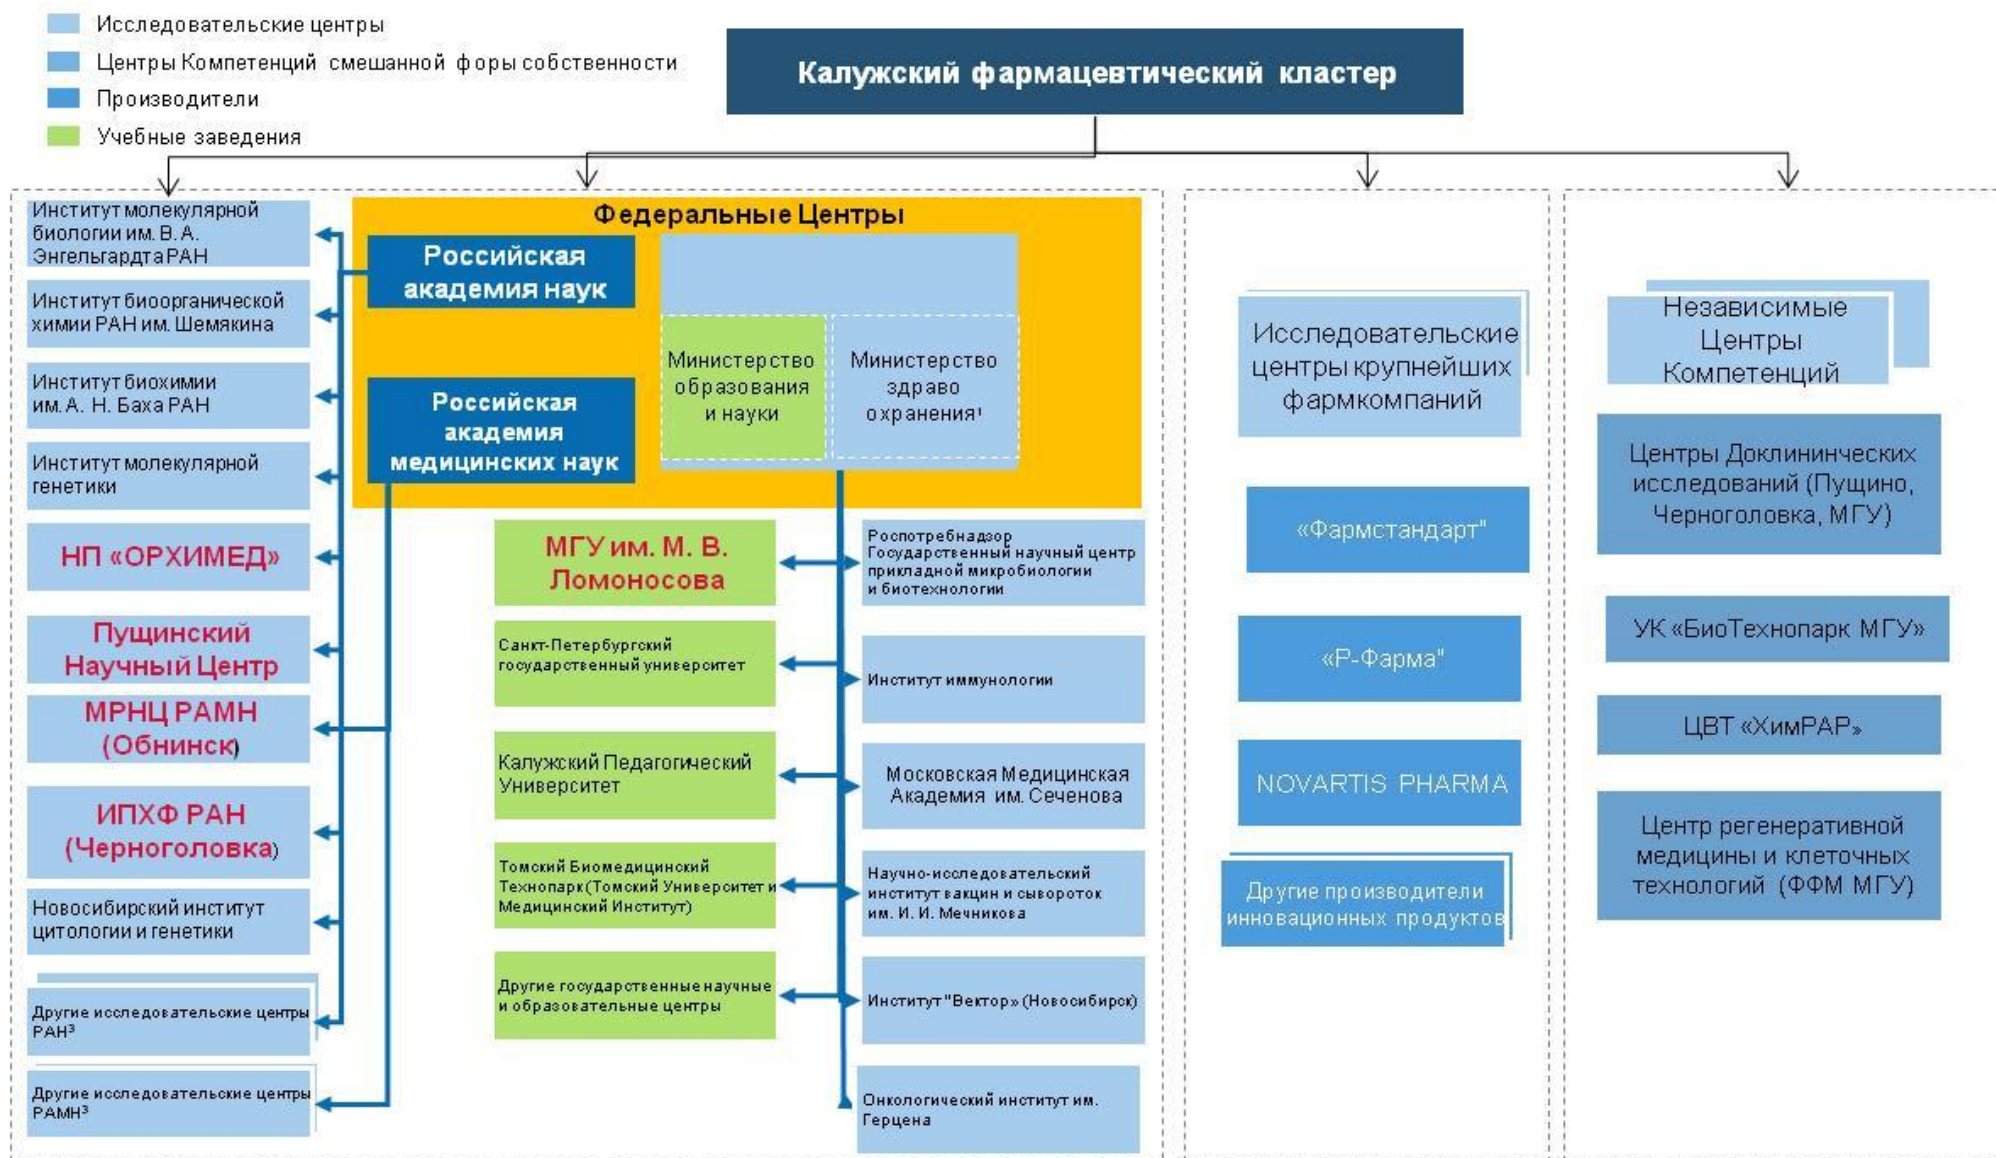 Исследовательские центры
Центры Компетенций смешанной форы собственности
Производители
Учебные заведения
Калужский фармацевтический кластер
Институт молекулярной
биологии им. В. А.
Энгельгардта РАН
Институт биоорганической
химии РАН им. Шемякина
Институт биохимии
им. А. Н. Баха РАН
Институт молекулярной
генетики
НП «ОРХИМЕД»
Пущинский
Научный Центр
МРНЦ РАМН
(Обнинск)
ИПХФ РАН
(Черноголовка)
Новосибирский институт
цитологии и генетики
Другие исследовательские центры
РАН³
Другие исследовательские центры
РАМН³
Федеральные Центры
Российская
академия наук
Российская
академия
медицинских наук
Министерство
образования
и науки
Министерство
здраво
охранения¹
МГУ им. М. В.
Ломоносова
Санкт-Петербургский
государственный университет
Калужский Педагогический
Университет
Томский Биомедицинский
Технопарк (Томский Университет и
Медицинский Институт)
Другие государственные научные
и образовательные центры
Роспотребнадзор
Государственный научный центр
прикладной микробиологии
и биотехнологии
Институт иммунологии
Московская Медицинская
Академия им. Сеченова
Научно-исследовательский
институт вакцин и сывороток
им. И. И. Мечникова
Институт "Вектор» (Новосибирск)
Онкологический институт им.
Герцена
Исследовательские
центры крупнейших
фармкомпаний
«Фармстандарт"
«Р-Фарма"
NOVARTIS PHARMA
Другие производители
инновационных продуктов
Независимые
Центры
Компетенций
Центры Доклининческих
исследований (Пущино,
Черноголовка, МГУ)
УК «БиоТехнопарк МГУ»
ЦВТ «ХимРАР»
Центр регенеративной
медицины и клеточных
технологий (ФФМ МГУ)